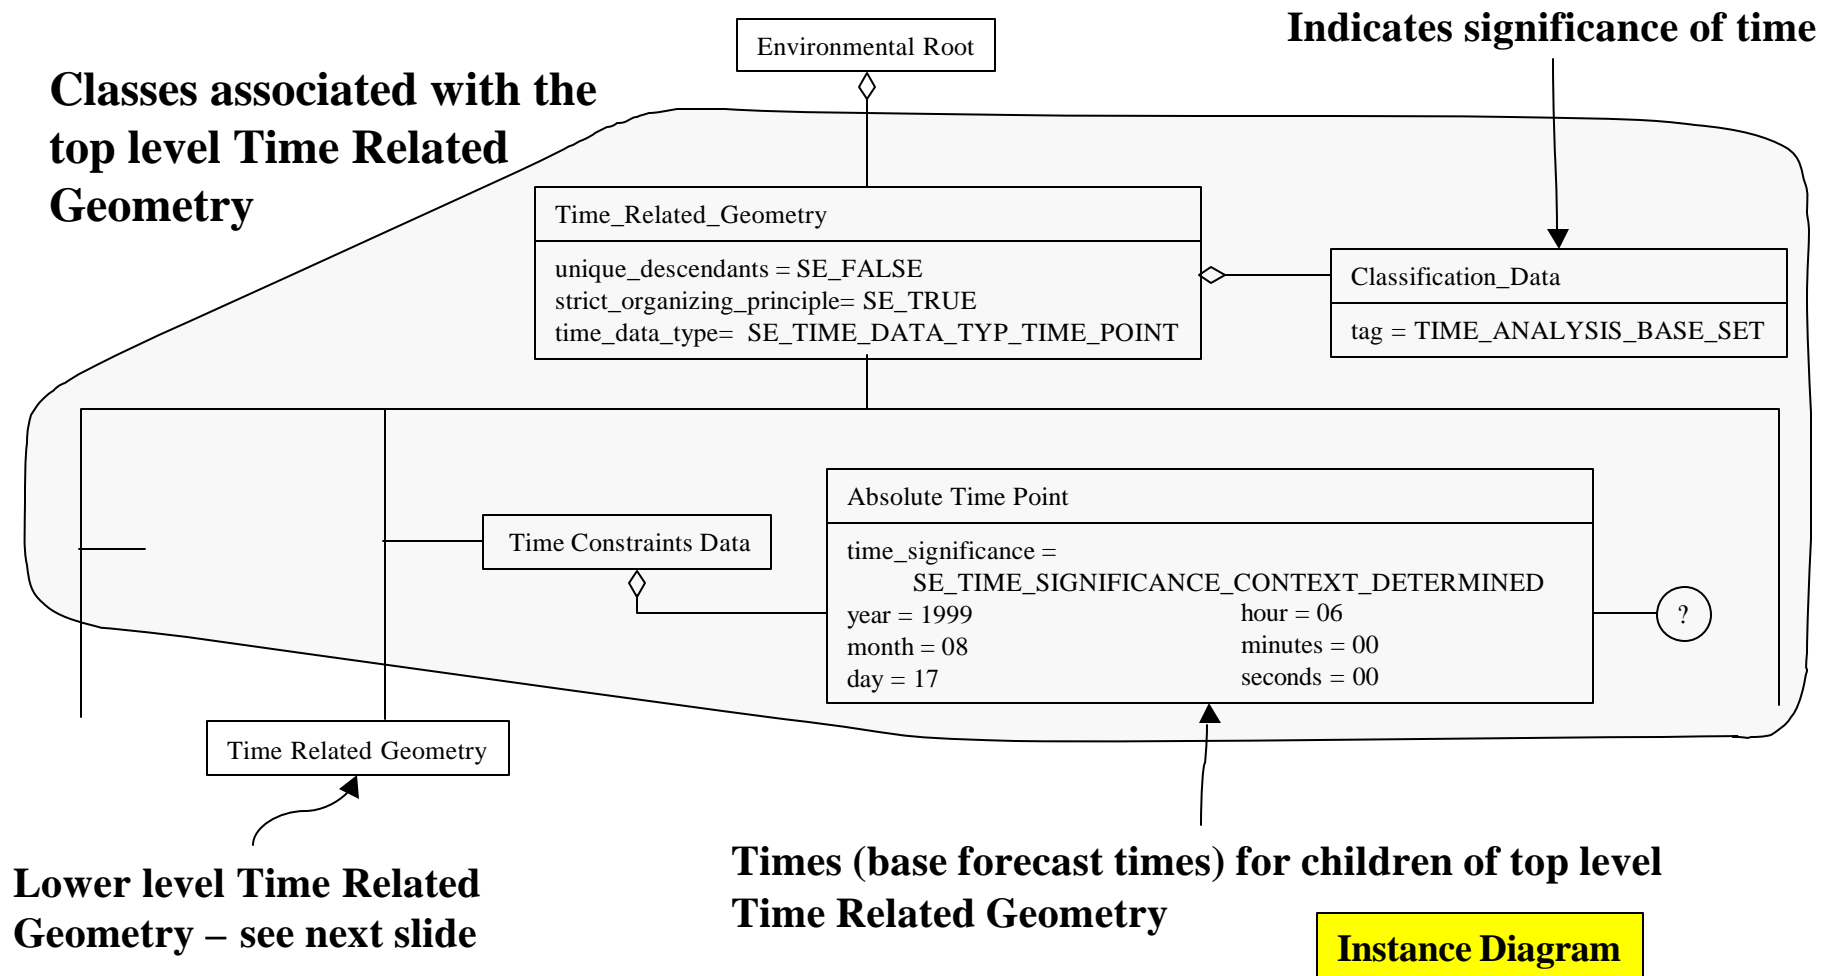 Environmental Root
Indicates significance of time
Classes associated with the
top level Time Related
Geometry
Time_Related_Geometry
unique_descendants = SE_FALSE
strict_organizing_principle= SE_TRUE
time_data_type=  SE_TIME_DATA_TYP_TIME_POINT
Classification_Data
tag = TIME_ANALYSIS_BASE_SET
Time Constraints Data
Absolute Time Point
time_significance =
SE_TIME_SIGNIFICANCE_CONTEXT_DETERMINED
year = 1999
hour = 06
month = 08
minutes = 00
day = 17
seconds = 00
?
Time Related Geometry
Lower level Time Related
Geometry – see next slide
Times (base forecast times) for children of top level
Time Related Geometry
Instance Diagram